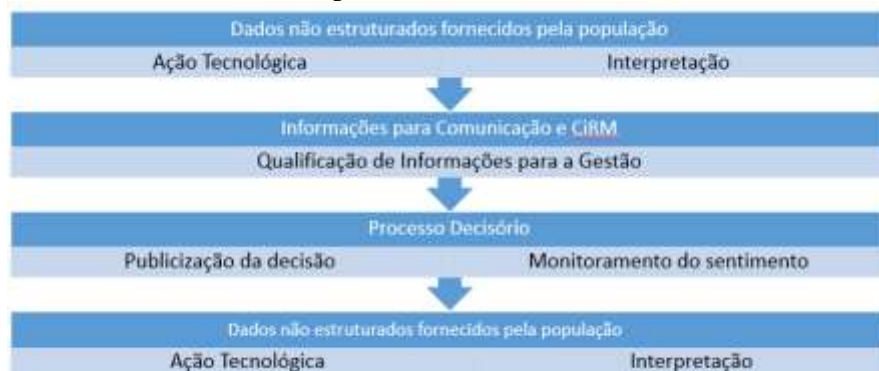 Dados não estruturados fornecidos pela população
Ação Tecnológica Interpretação
Informações para Comunicação e CiRM
Qualificação de Informações para a Gestão
Processo Decisório
Publicização da decisão Monitoramento do sentimento
Dados não estruturados fornecidos pela população
Ação Tecnológica Interpretação